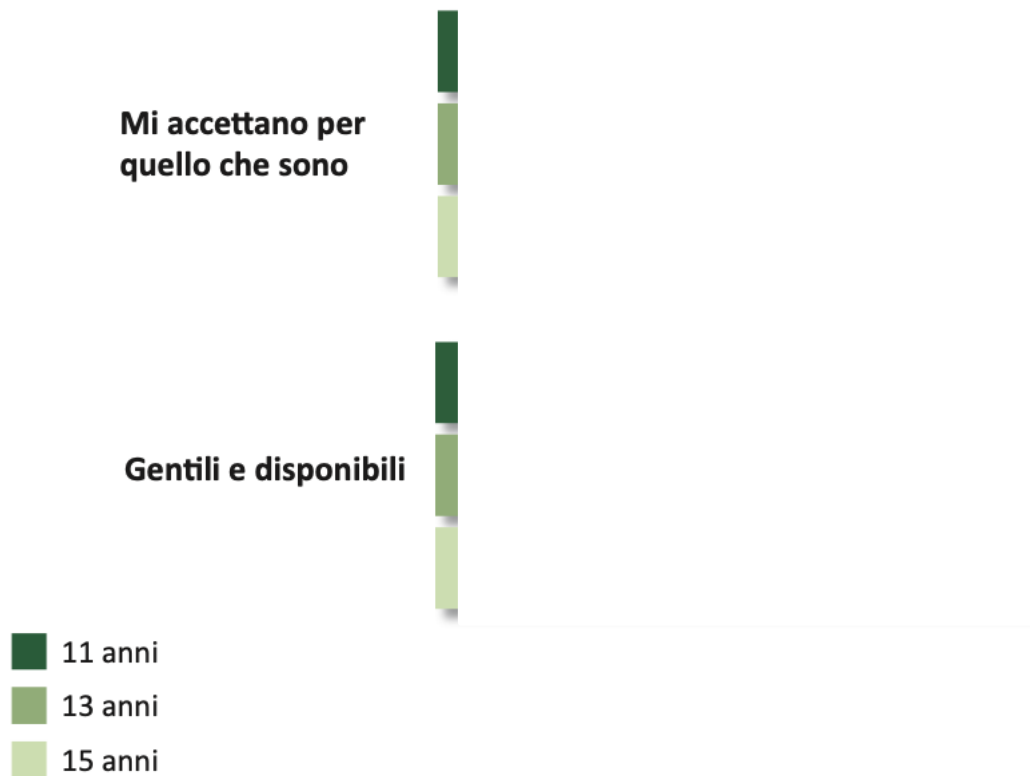 Mi accettano per
quello che sono
Gentili e disponibili
11 anni
13 anni
15 anni